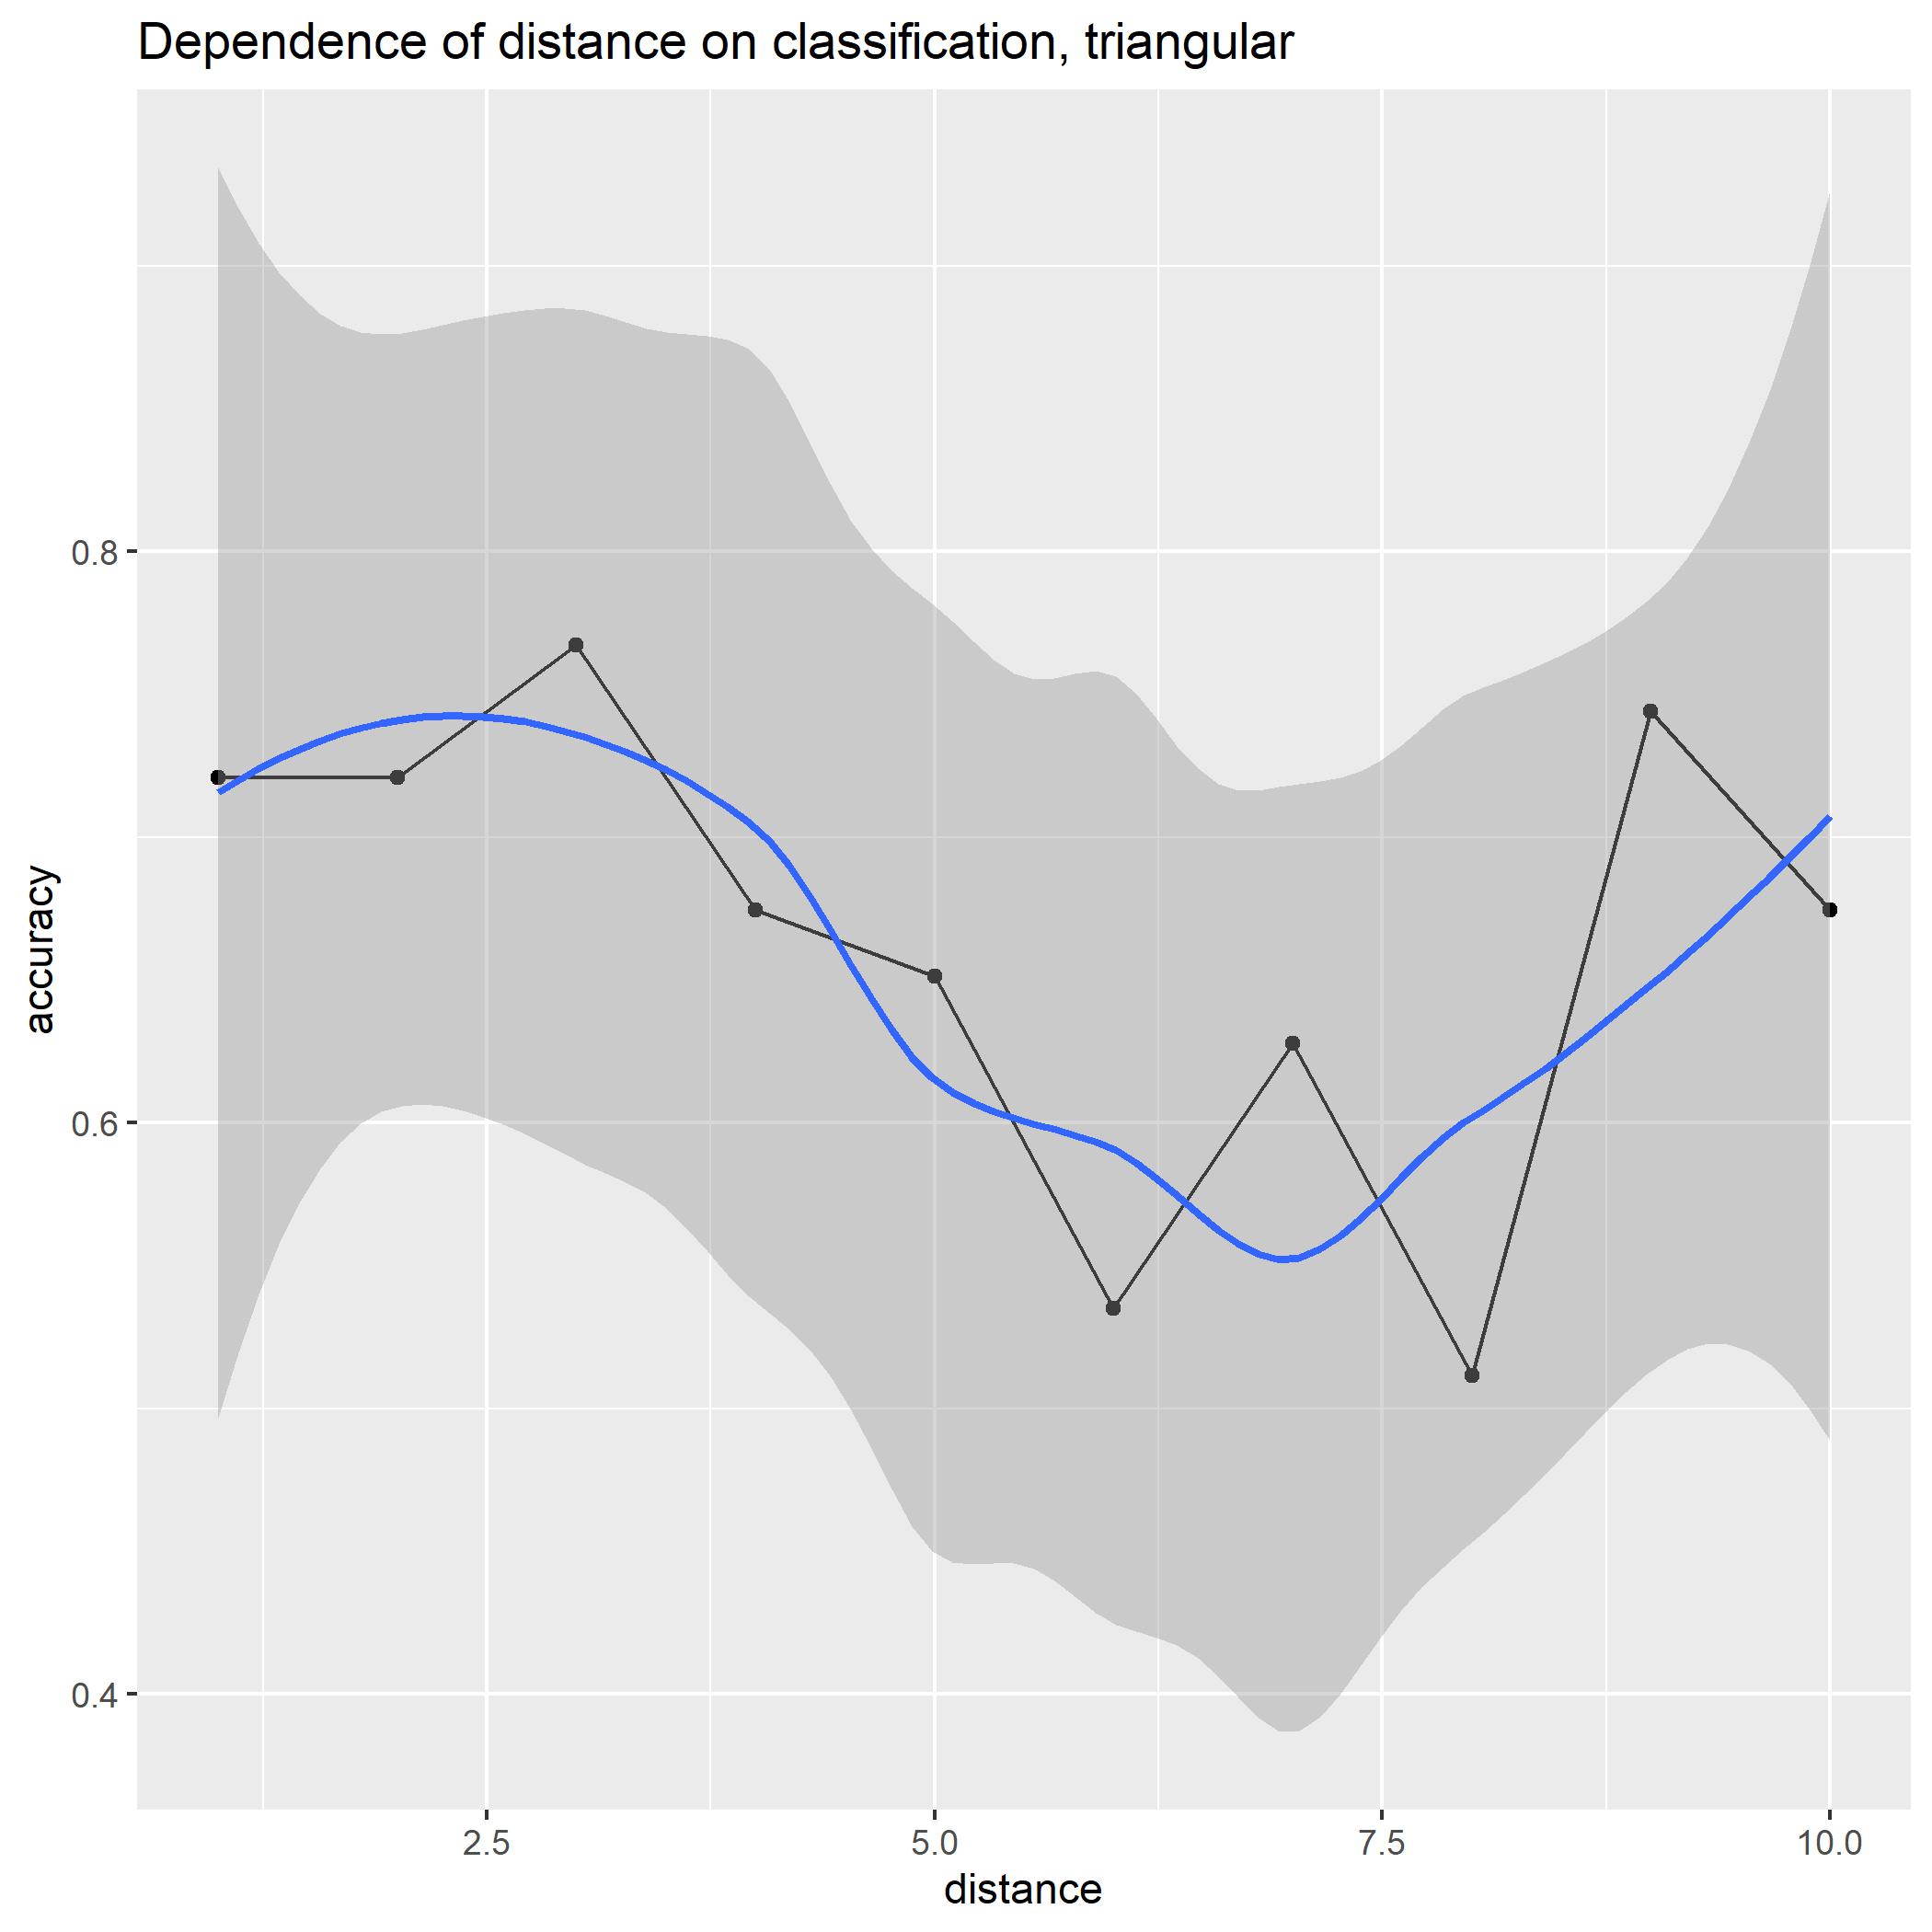 Dependence of distance on classification, triangular
accuracy
0.8
0.6
0.4
2.5 5.0 7.5 10.0
distance